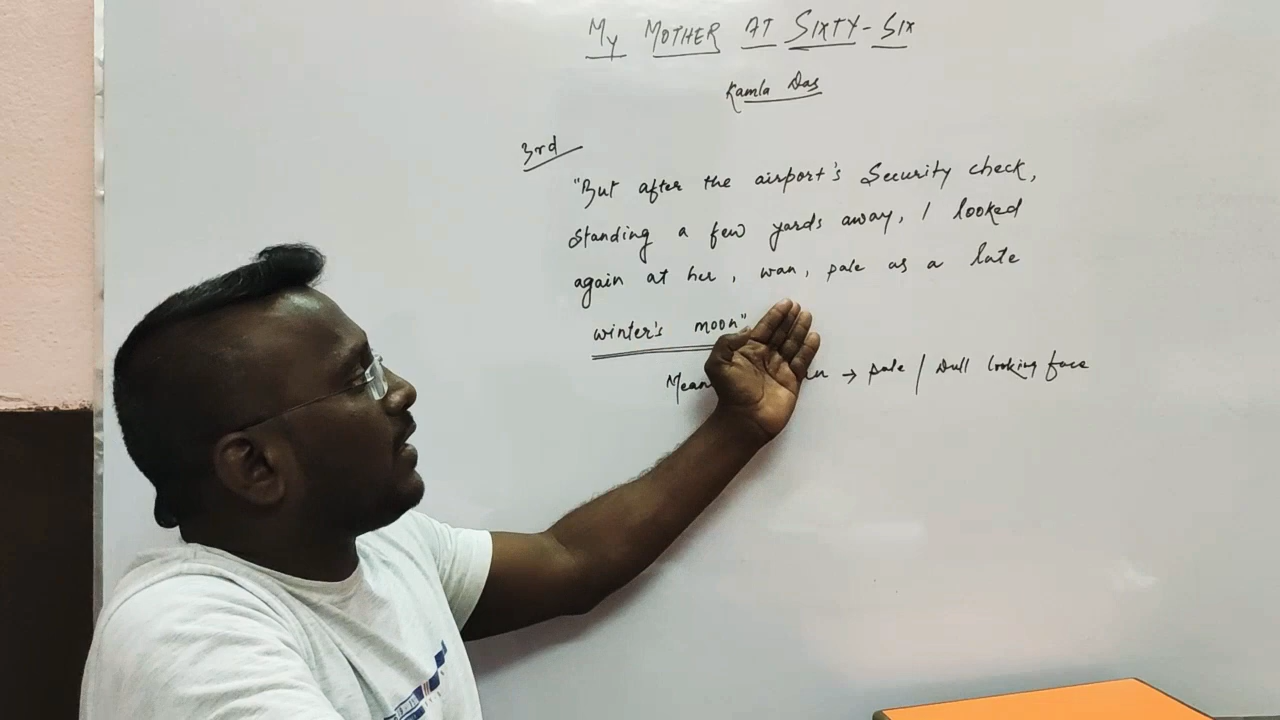 My MOTHER AT SIXTY-SIX
Kamla Das
3rd
"But after the airport's Security check,
Standing a few yards away, I looked
again at her, wan, pale as a late
winter's moon"
→ pale / Dull looking face